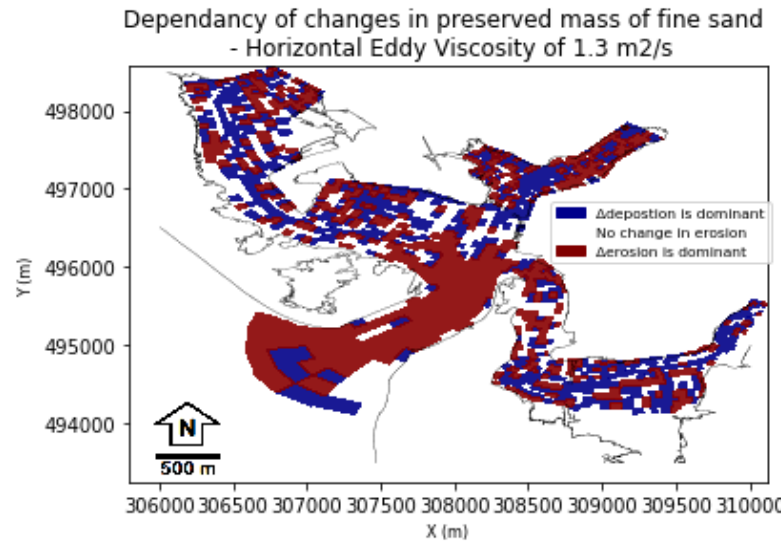 Dependancy of changes in preserved mass of fine sand
- Horizontal Eddy Viscosity of 1.3 m2/s
498000
497000
496000
495000
494000
Y (m)
Δdepostion is dominant
No change in erosion
Δerosion is dominant
N
500 m
306000 306500 307000 307500 308000 308500 309000 309500 310000
X (m)